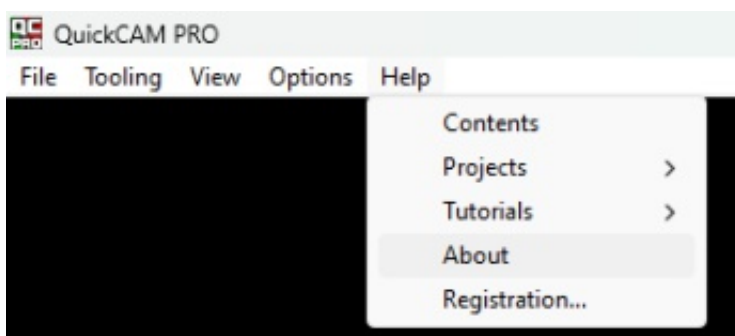 QC PRO QuickCAM PRO
File Tooling View Options Help
Contents
Projects >
Tutorials >
About
Registration...